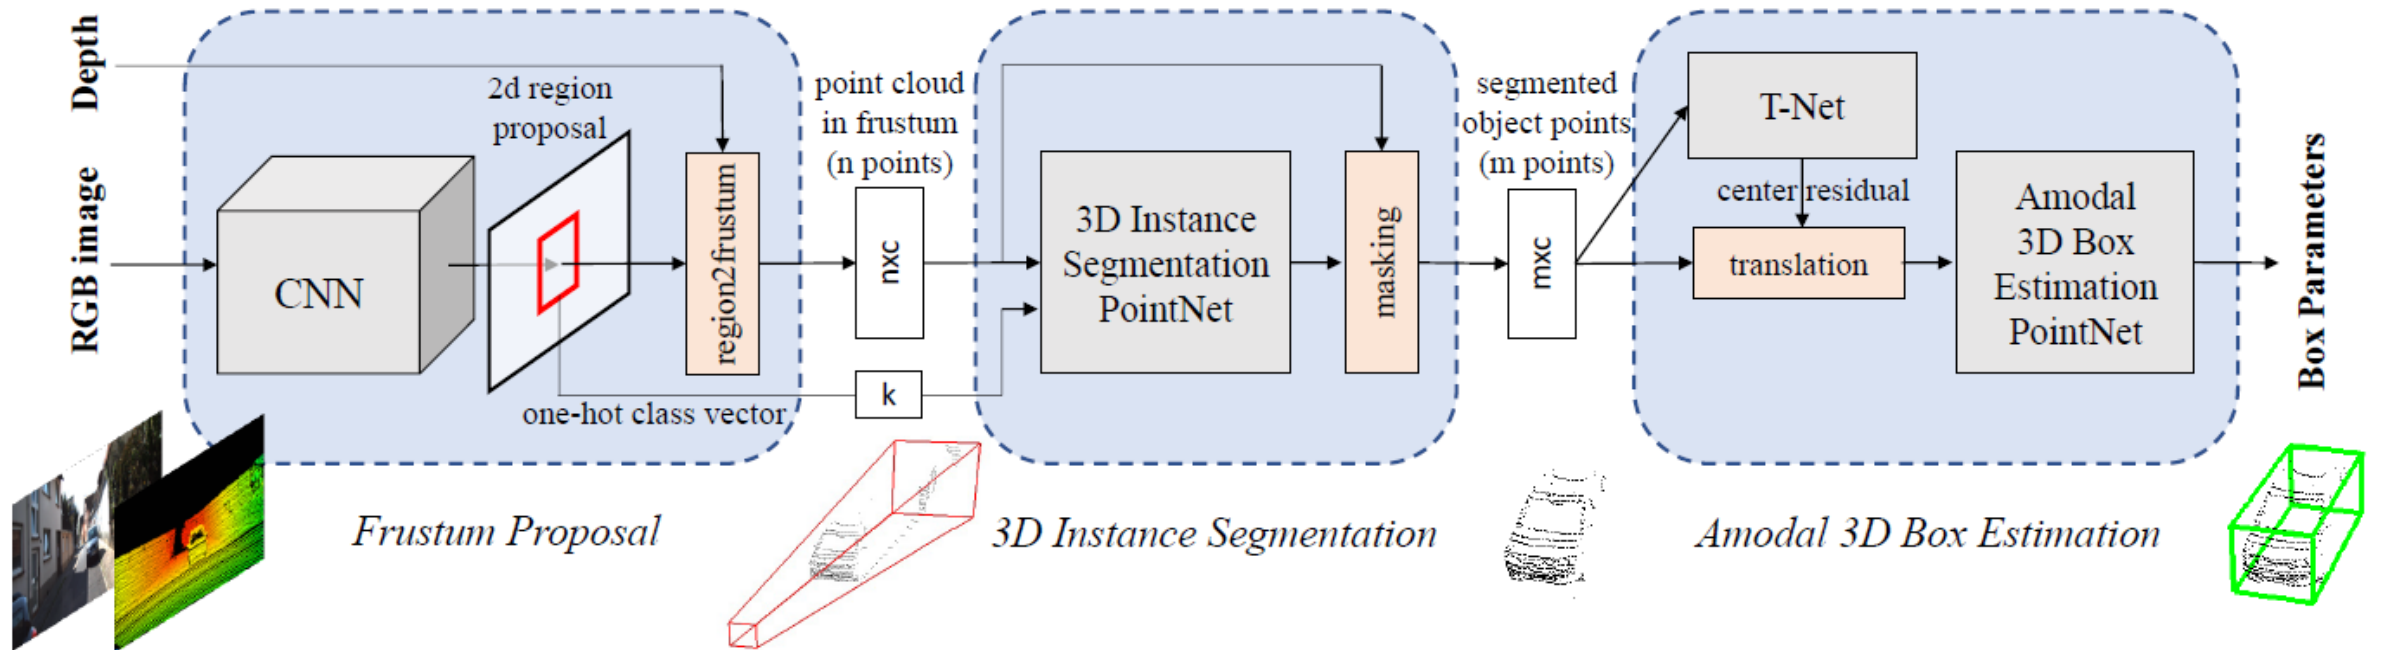 Depth
RGB image
CNN
2d region
proposal
region2frustum
one-hot class vector
point cloud
in frustum
(n points)
nxc
k
3D Instance
Segmentation
PointNet
masking
segmented
object points
(m points)
mxc
T-Net
center residual
translation
Amodal
3D Box
Estimation
PointNet
Box Parameters
Frustum Proposal
3D Instance Segmentation
Amodal 3D Box Estimation